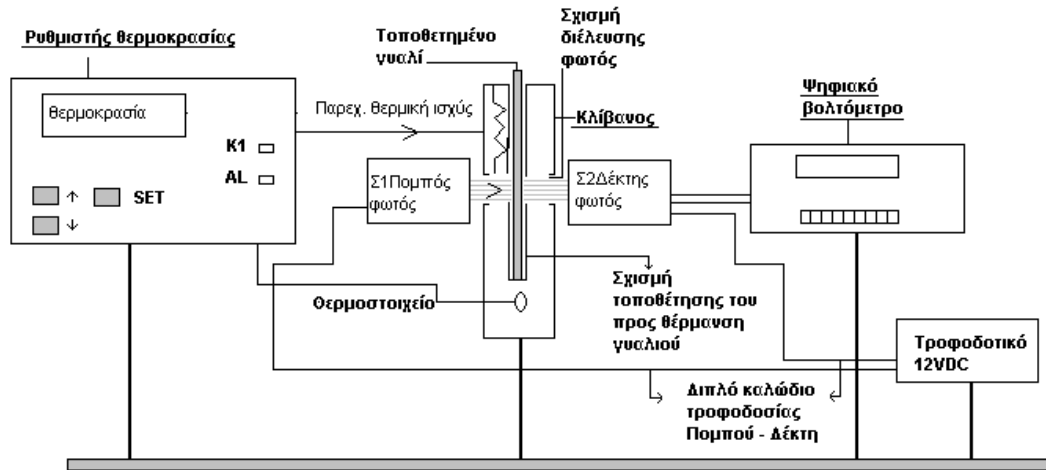 Ρυθμιστής θερμοκρασίας
θερμοκρασία
K1
AL
↑
SET
↓
Τοποθετημένο
γυαλί
Σχισμή
διέλευσης
φωτός
Παρεχ. θερμική ισχύς
Κλίβανος
Ψηφιακό
βολτόμετρο
Σ1Πομπός
φωτός
Σ2Δέκτης
φωτός
Θερμοστοιχείο
Σχισμή
τοποθέτησης του
προς θέρμανση
γυαλιού
Τροφοδοτικό
12VDC
Διπλό καλώδιο
τροφοδοσίας
Πομπού - Δέκτη